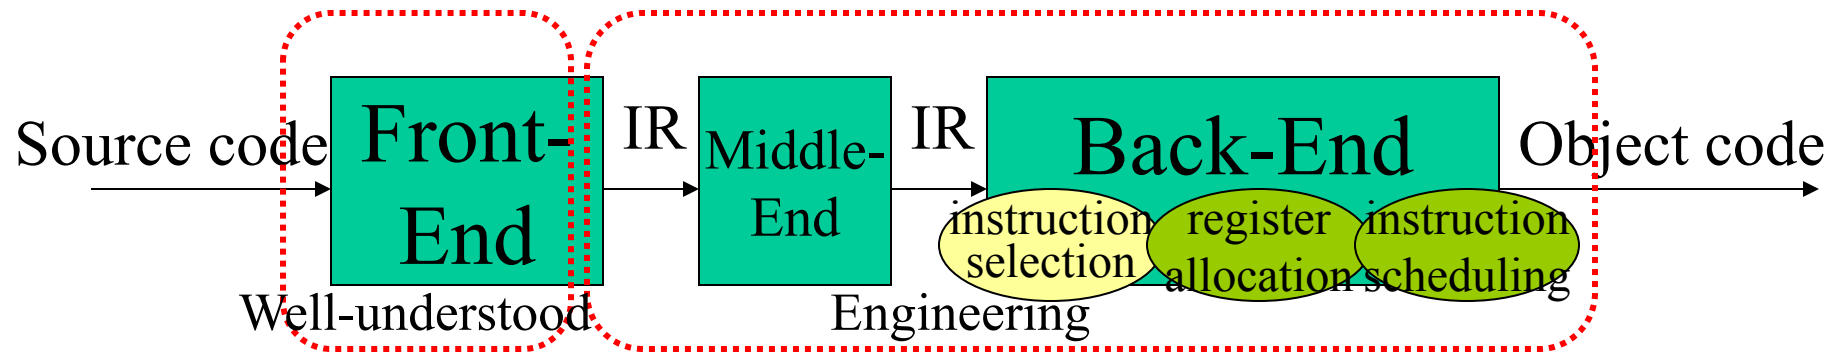 Source code
Front-
End
IR
Middle-
End
IR
Back-End
instruction
selection
register
allocation
instruction
scheduling
Object code
Well-understood
Engineering